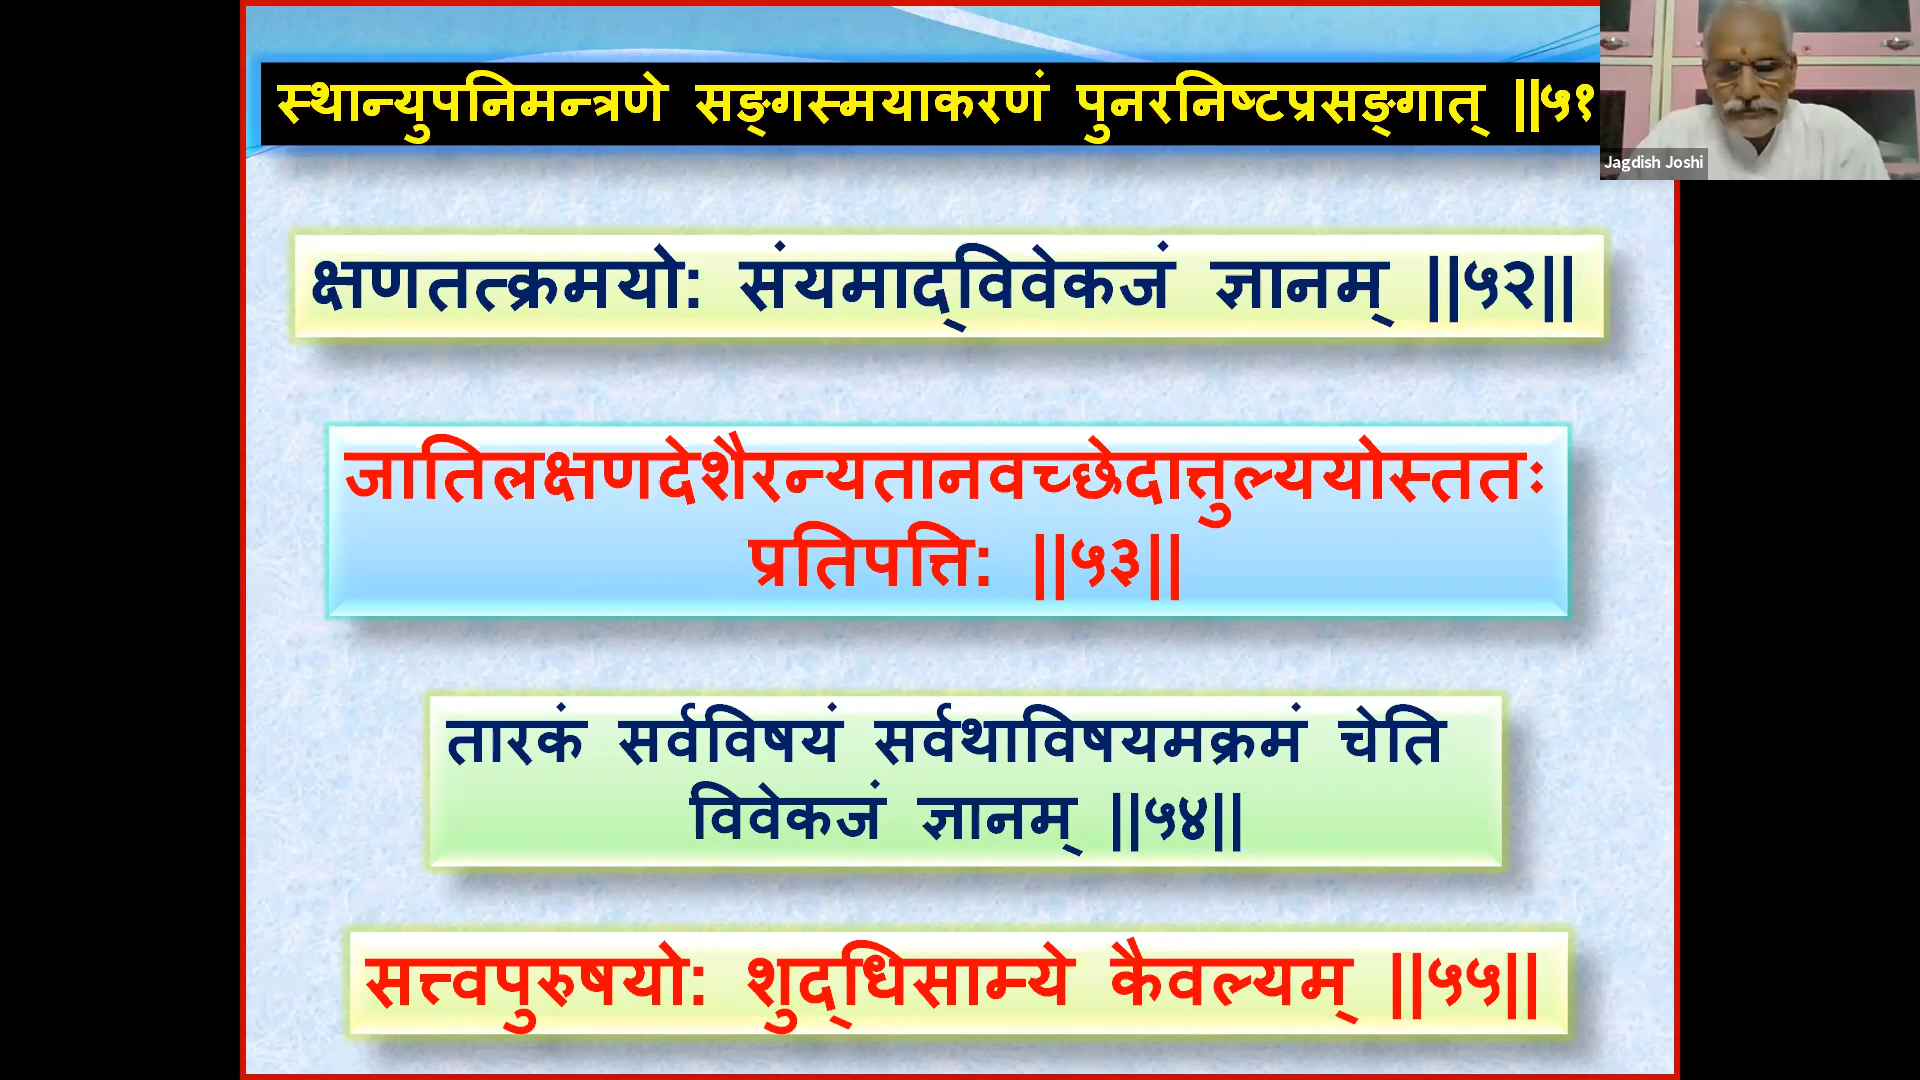 स्थान्युपनिमन्त्रणे सङ्गस्मयाकरणं पुनरनिष्टप्रसङ्गात् ||५१
Jagdish Joshi
क्षणतत्क्रमयो: संयमाद्‌विवेकजं ज्ञानम् ||५२||
जातिलक्षणदेशैरन्यतानवच्छेदात्तुल्ययोस्ततः
प्रतिपत्ति: ||५३||
तारकं सर्वविषयं सर्वथाविषयमक्रमं चेति
विवेकजं ज्ञानम् ||५४||
सत्त्वपुरुषयो: शुद्‌धिसाम्ये कैवल्यम् ||५५||